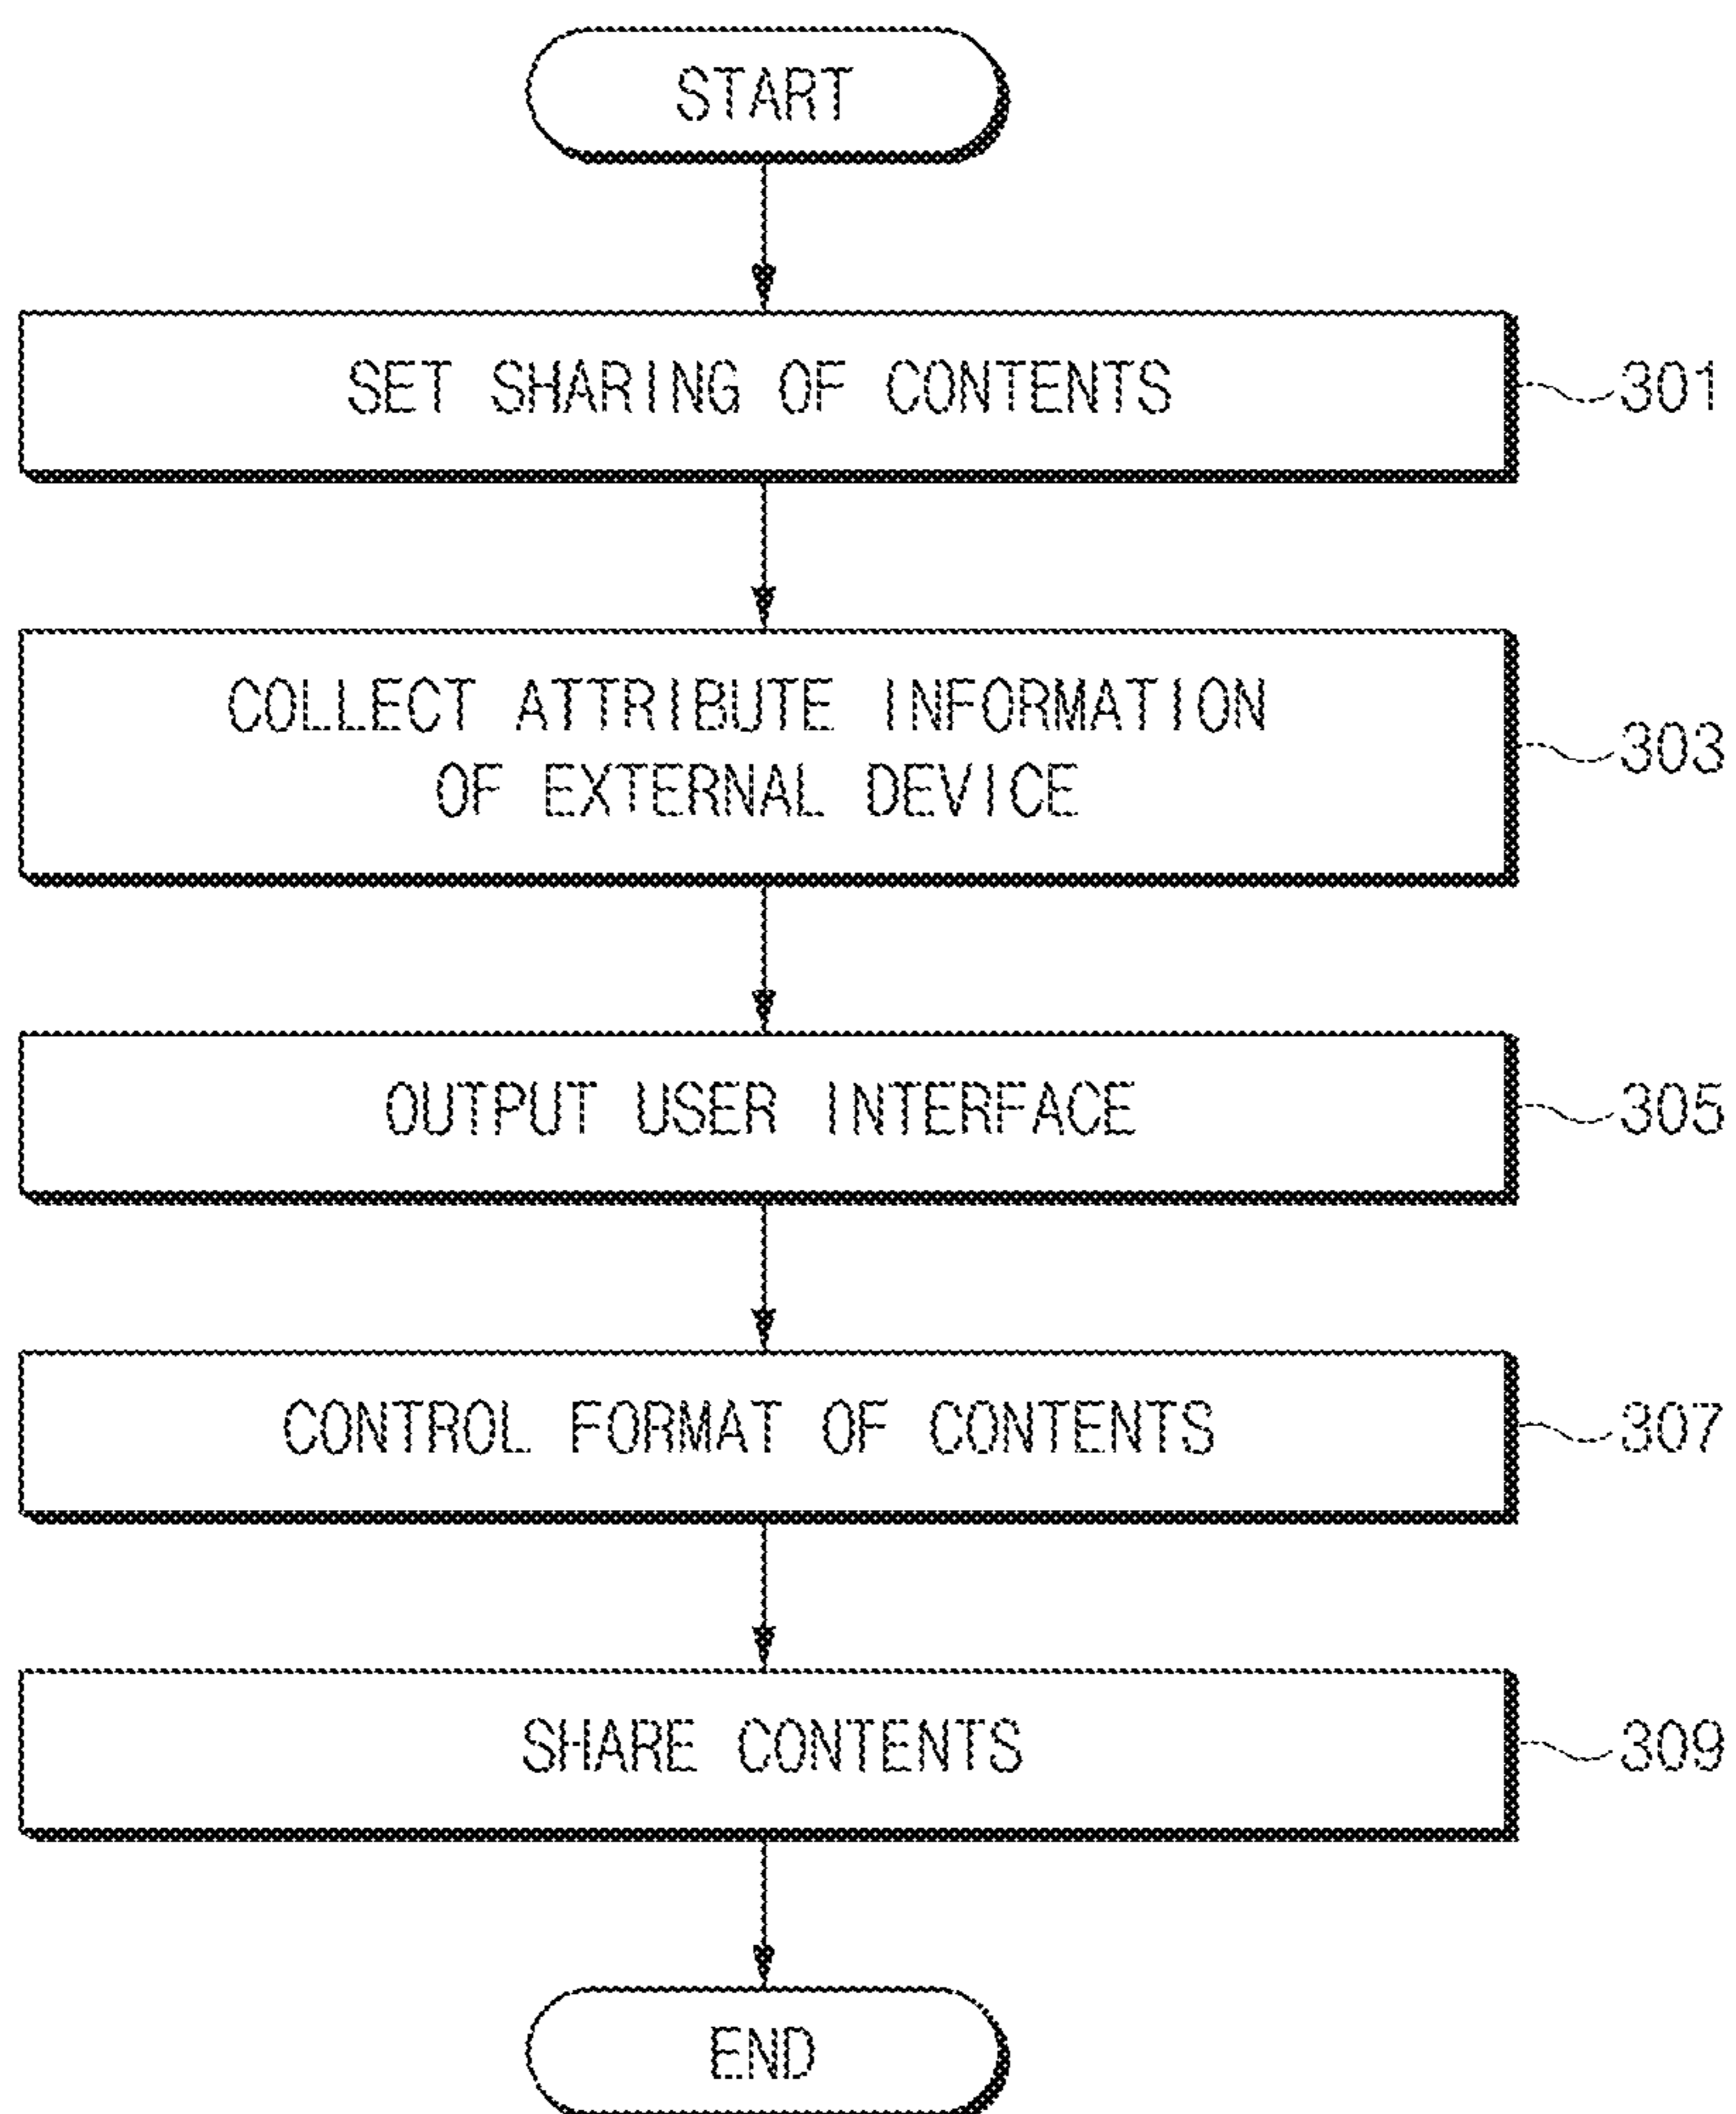 START
SET SHARING OF CONTENTS
301
COLLECT ATTRIBUTE INFORMATION
OF EXTERNAL DEVICE
303
OUTPUT USER INTERFACE
305
CONTROL FORMAT OF CONTENTS
307
SHARE CONTENTS
309
END